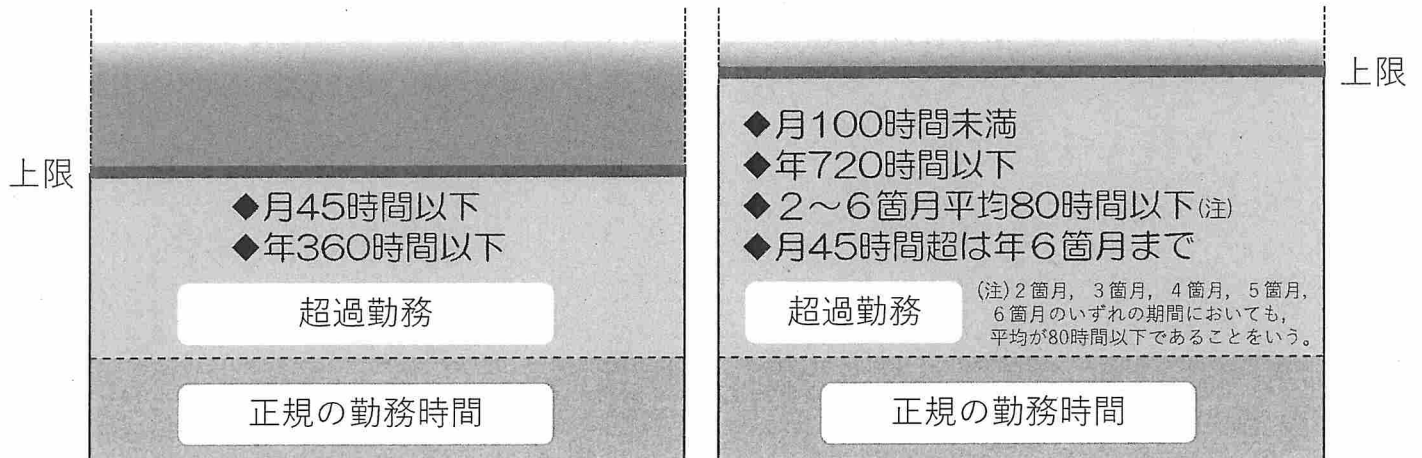 上限
◆月45時間以下
◆年360時間以下
超過勤務
正規の勤務時間
上限
◆月100時間未満
◆年720時間以下
◆2～6箇月平均80時間以下(注)
◆月45時間超は年6箇月まで
超過勤務
(注)2箇月，3箇月，4箇月，5箇月，
6箇月のいずれの期間においても，
平均が80時間以下であることをいう。
正規の勤務時間